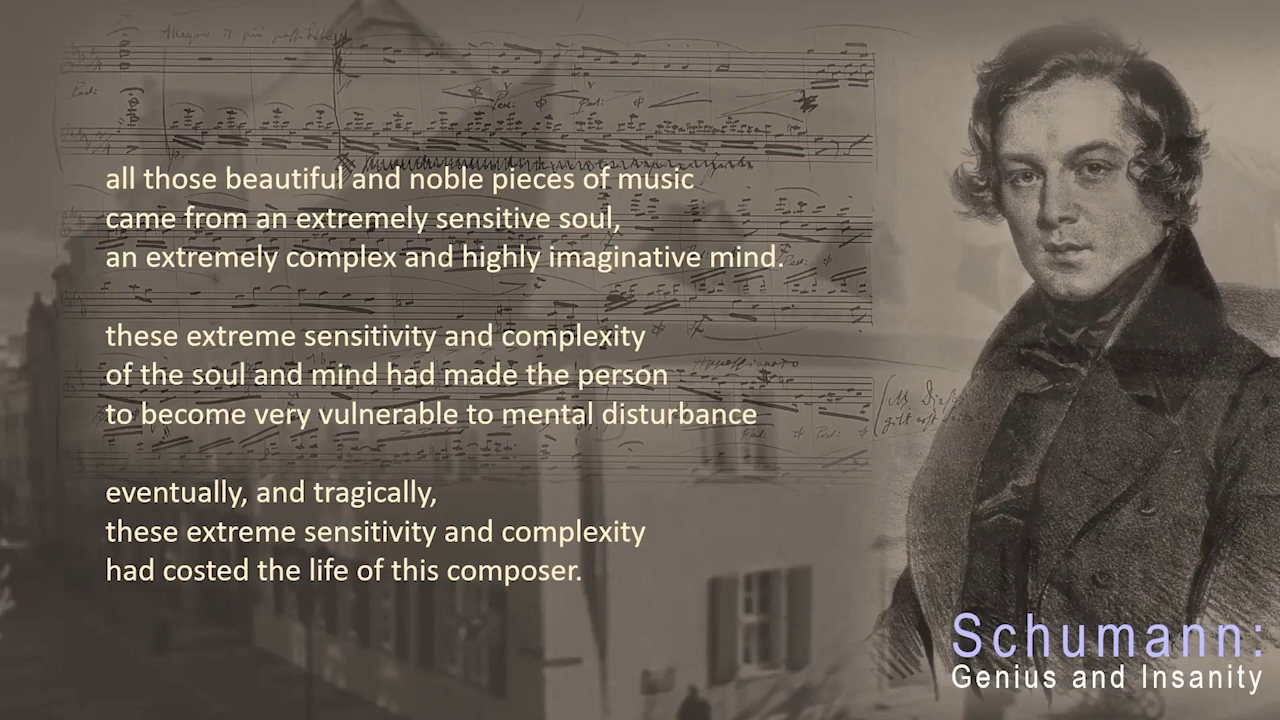 all those beautiful and noble pieces of music
came from an extremely sensitive soul,
an extremely complex and highly imaginative mind.
these extreme sensitivity and complexity
of the soul and mind had made the person
to become very vulnerable to mental disturbance
eventually, and tragically,
these extreme sensitivity and complexity
had costed the life of this composer.
Schumann:
Genius and Insanity